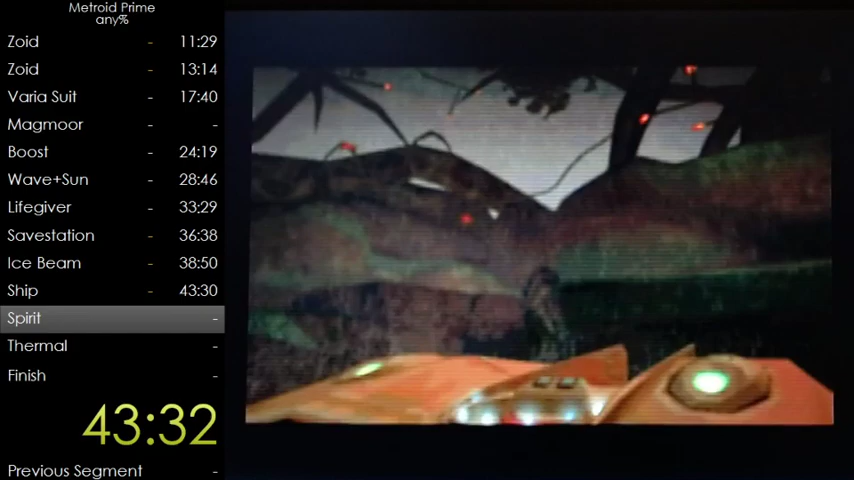 Metroid Prime
any%
Zoid - 11:29
Zoid - 13:14
Varia Suit - 17:40
Magmoor - -
Boost - 24:19
Wave+Sun - 28:46
Lifegiver - 33:29
Savestation - 36:38
Ice Beam - 38:50
Ship - 43:30
Spirit -
Thermal -
Finish -
43:32
Previous Segment -